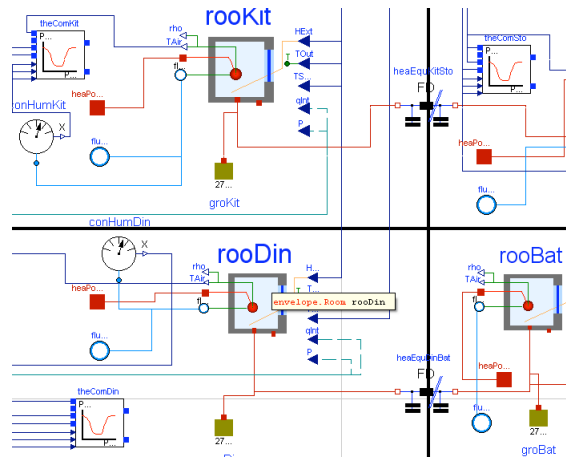 rooKit
theComKit
P...
P...
rho
TAir
fl...
heaPo...
conHumKit
X
flu...
27...
groKit
HExt
TOut
TS...
qInt
P
T
heaEquKitSto
FD
theComSto
P...
P...
heaPo...
flu...
conHumDin
X
rooDin
rho
TAir
fl
heaPo...
flu...
H...
T...
envelope.Room rooDin
T...
qInt
P
theComDin
P...
P...
27...
heaEquDinBat
FD
rooBat
rho
TAir
fl
heaPo...
flu...
27...
groBat